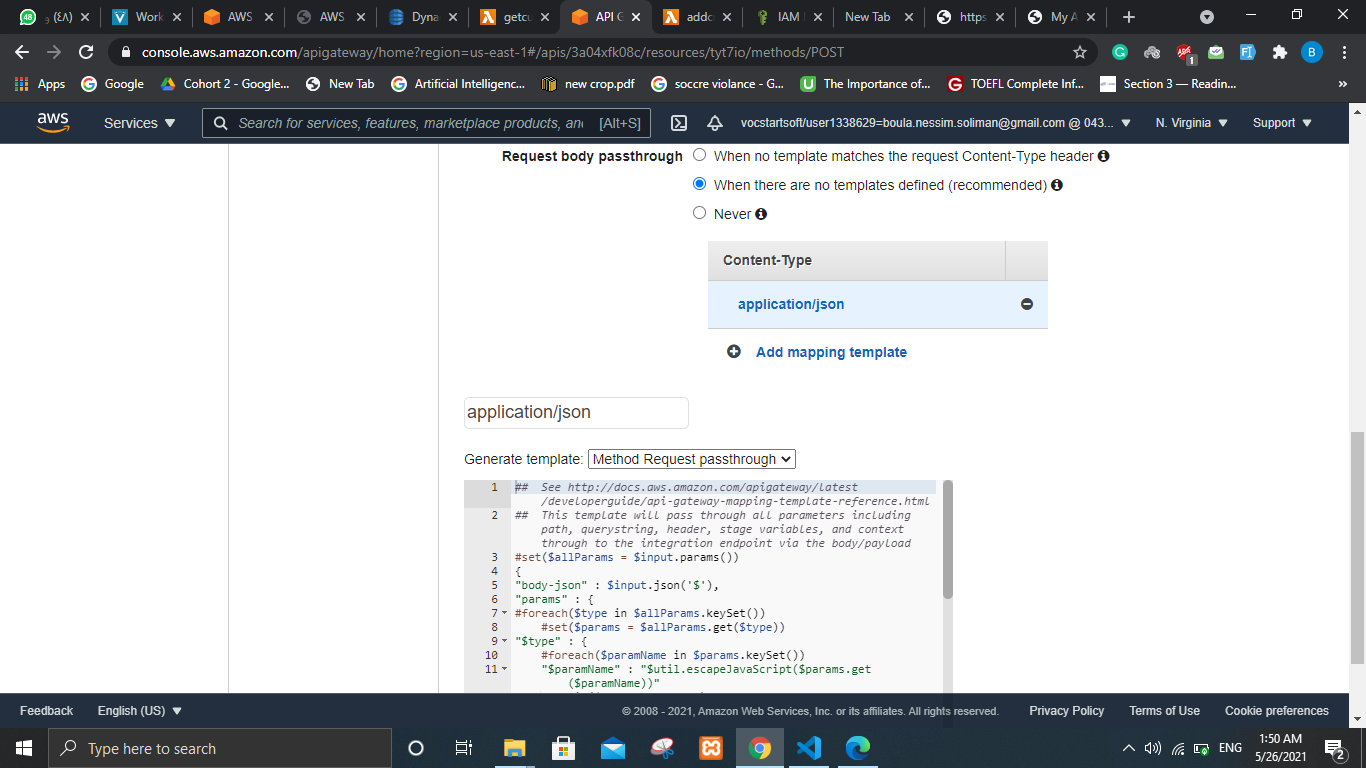 48
(٤٨)
Work
AWS
AWS
Dyna
getcu
API G
addc
IAM
New Tab
https
My A
console.aws.amazon.com/apigateway/home?region=us-east-1#/apis/3a04xfk08c/resources/tyt7io/methods/POST
1
B
Apps
Google
Cohort 2 - Google...
New Tab
Artificial Intelligenc...
new crop.pdf
soccre violance - G...
The Importance of...
TOEFL Complete Inf...
Section 3 — Readin...
»
aws
Services
Search for services, features, marketplace products, and
[Alt+S]
vocstartsoft/user1338629=boula.nessim.soliman@gmail.com @ 043...
N. Virginia
Support
Request body passthrough
When no template matches the request Content-Type header
When there are no templates defined (recommended)
Never
Content-Type
application/json
Add mapping template
application/json
Generate template: Method Request passthrough
1 ## See http://docs.aws.amazon.com/apigateway/latest
/developerguide/api-gateway-mapping-template-reference.html
2 ## This template will pass through all parameters including
path, querystring, header, stage variables, and context
through to the integration endpoint via the body/payload
3 #set($allParams = $input.params())
4 {
5 "body-json" : $input.json('$'),
6 "params" : {
7 #foreach($type in $allParams.keySet())
8 #set($params = $allParams.get($type))
9 "$type" : {
10 #foreach($paramName in $params.keySet())
11 "$paramName" : "$util.escapeJavaScript($params.get
($paramName))"
Feedback
English (US)
© 2008 - 2021, Amazon Web Services, Inc. or its affiliates. All rights reserved.
Privacy Policy
Terms of Use
Cookie preferences
Type here to search
ENG
1:50 AM
5/26/2021
2